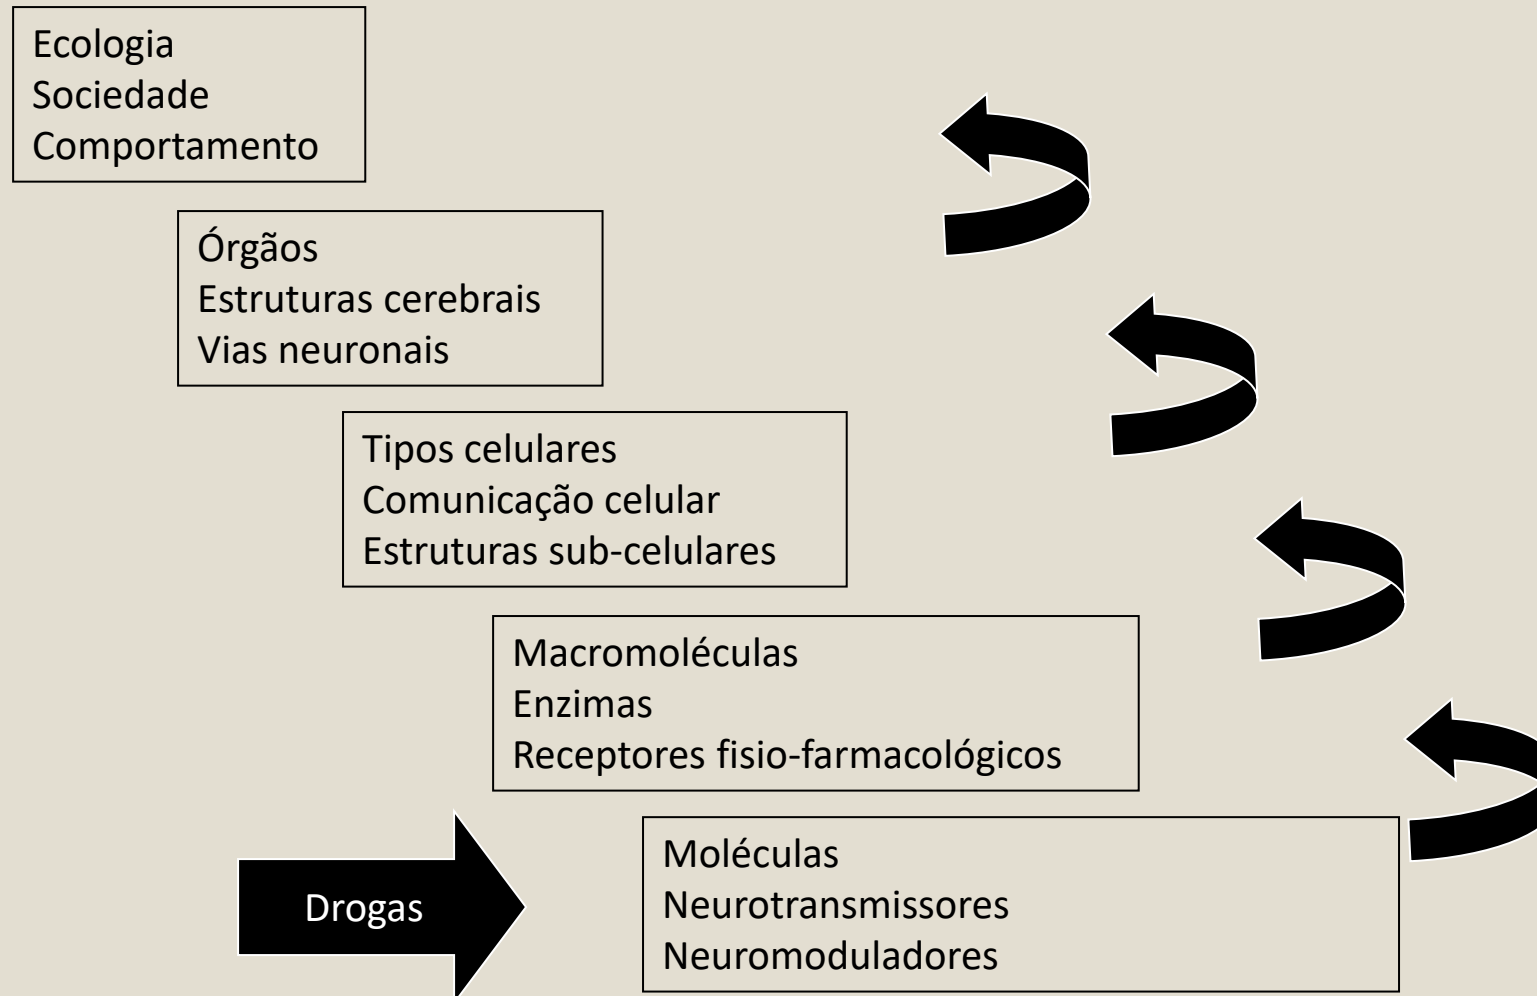 Ecologia
Sociedade
Comportamento
Órgãos
Estruturas cerebrais
Vias neuronais
Tipos celulares
Comunicação celular
Estruturas sub-celulares
Macromoléculas
Enzimas
Receptores fisio-farmacológicos
Drogas
Moléculas
Neurotransmissores
Neuromoduladores